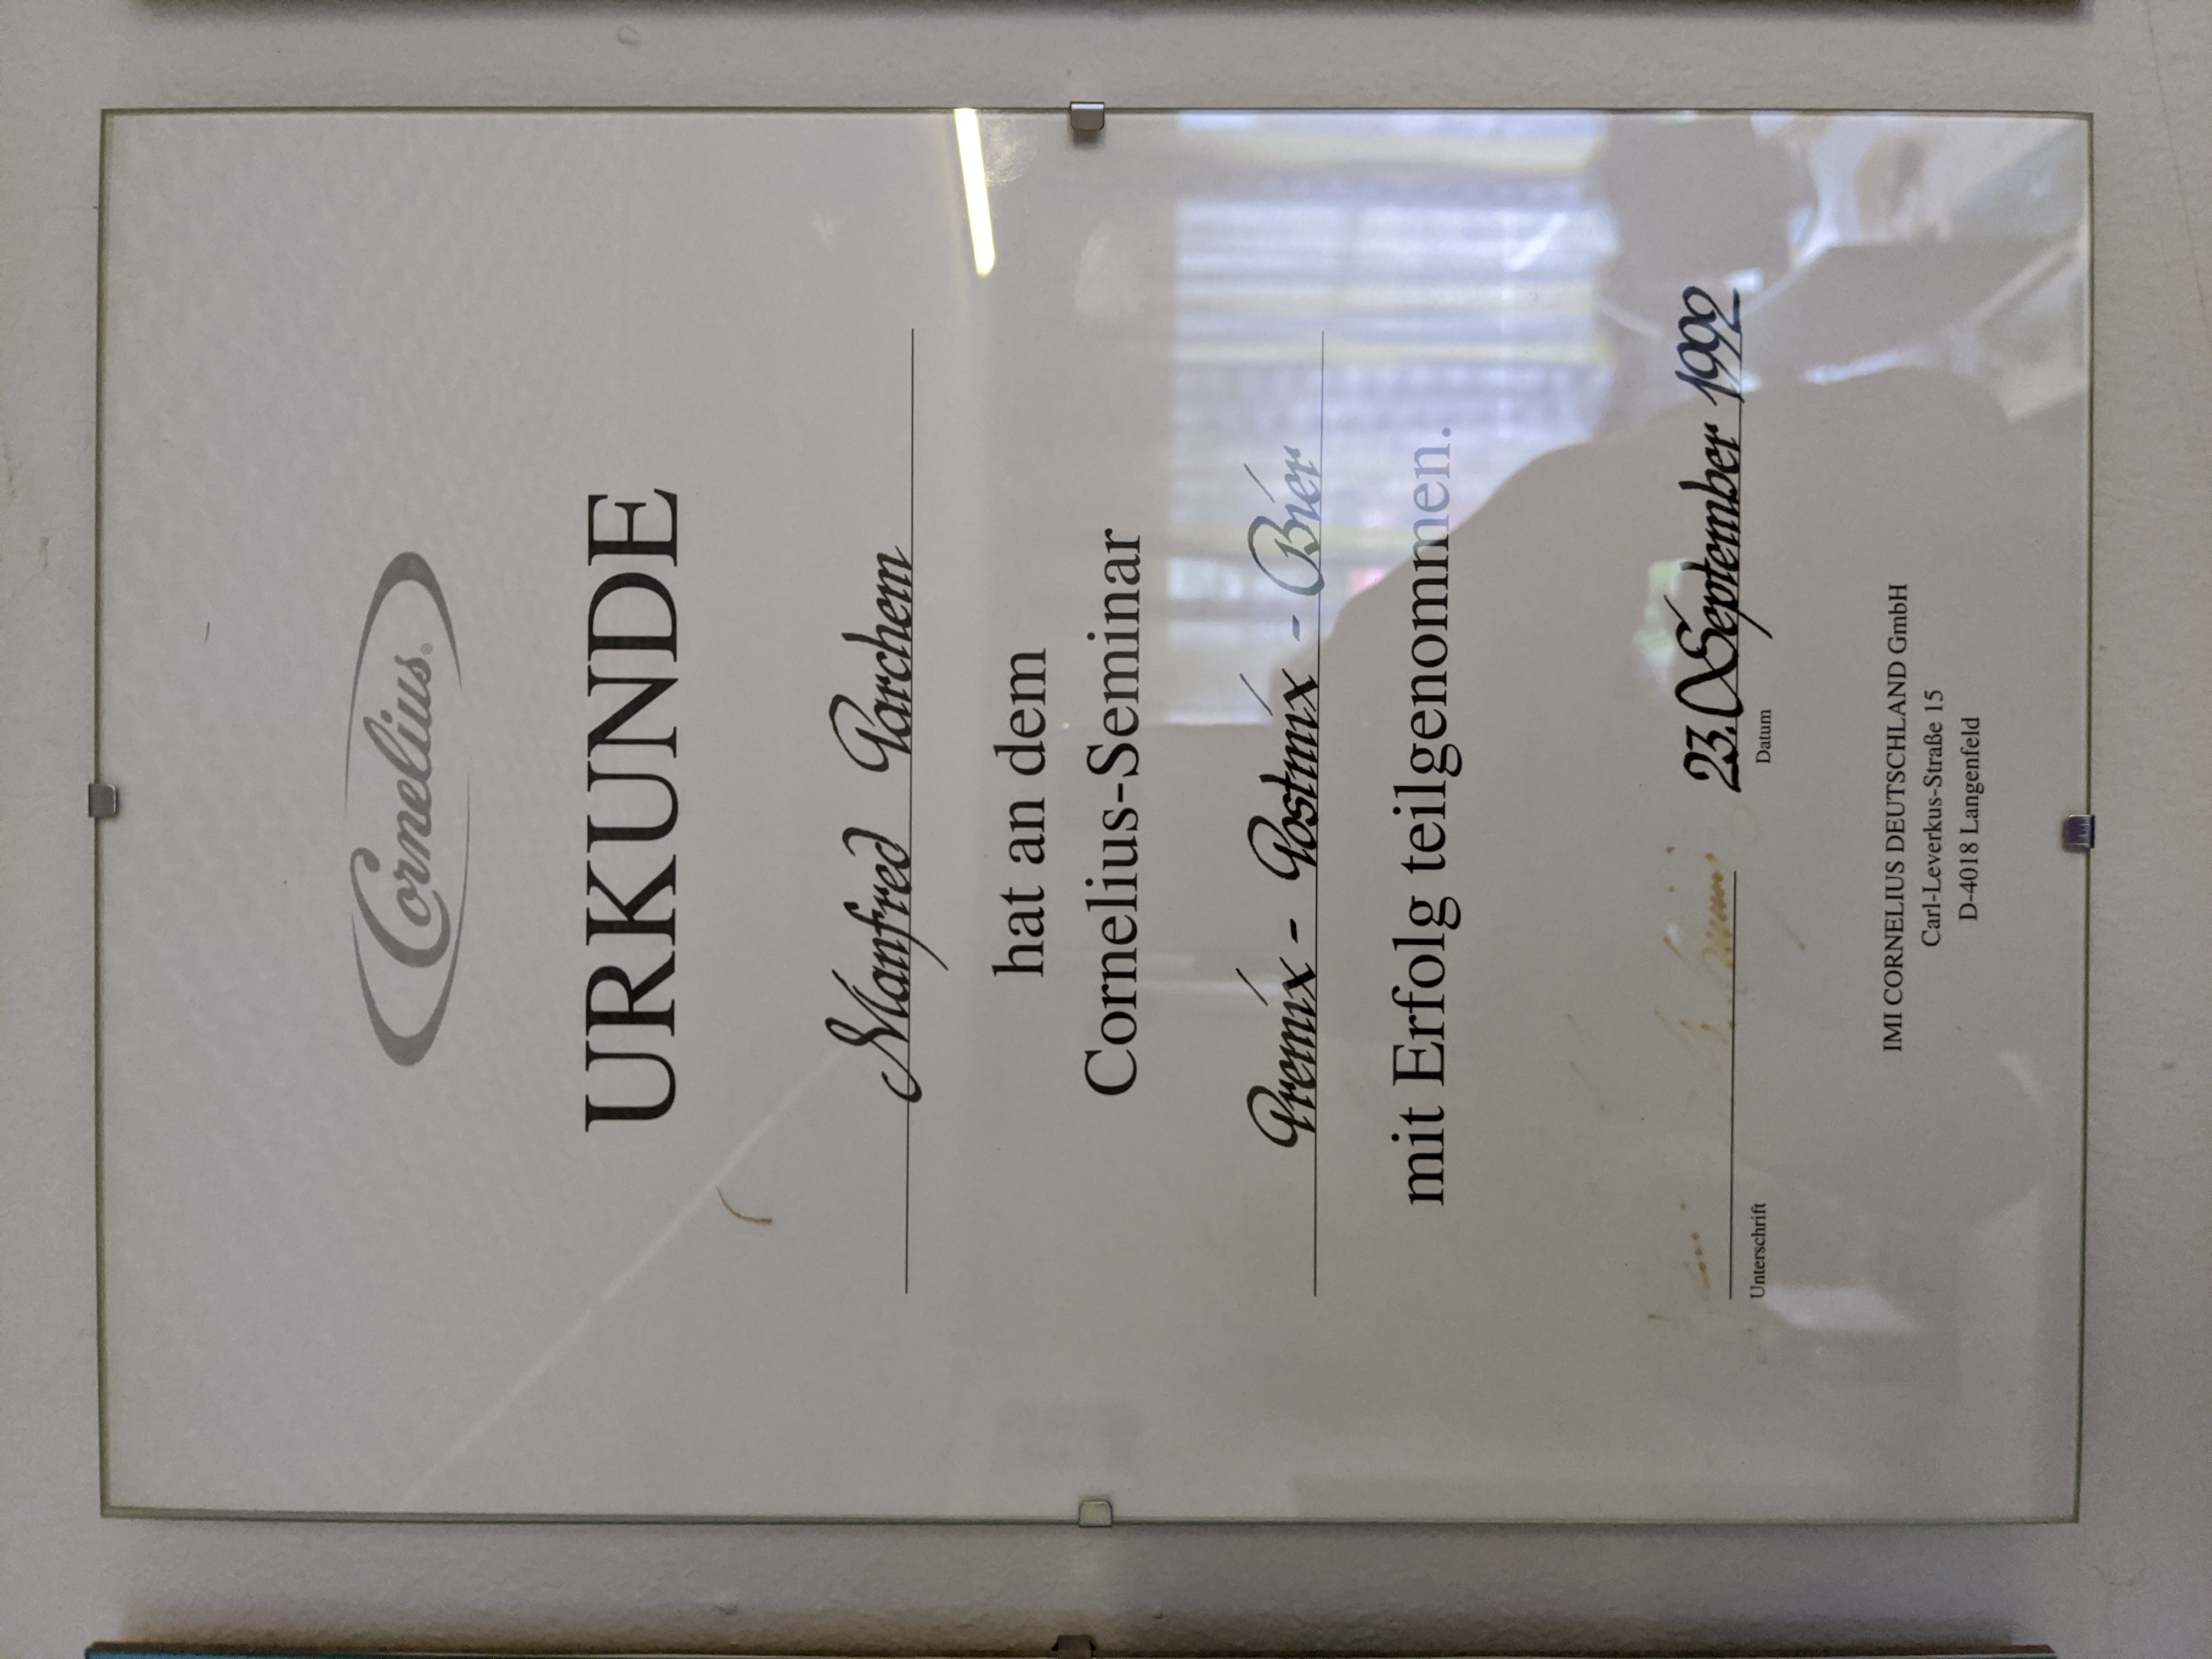 Cornelius®
URKUNDE
Manfred Parchem
hat an dem
Cornelius-Seminar
Premix - Postmix - Bier
mit Erfolg teilgenommen.
23. September 1992
Unterschrift Datum
IMI CORNELIUS DEUTSCHLAND GmbH
Carl-Leverkus-Straße 15
D-4018 Langenfeld